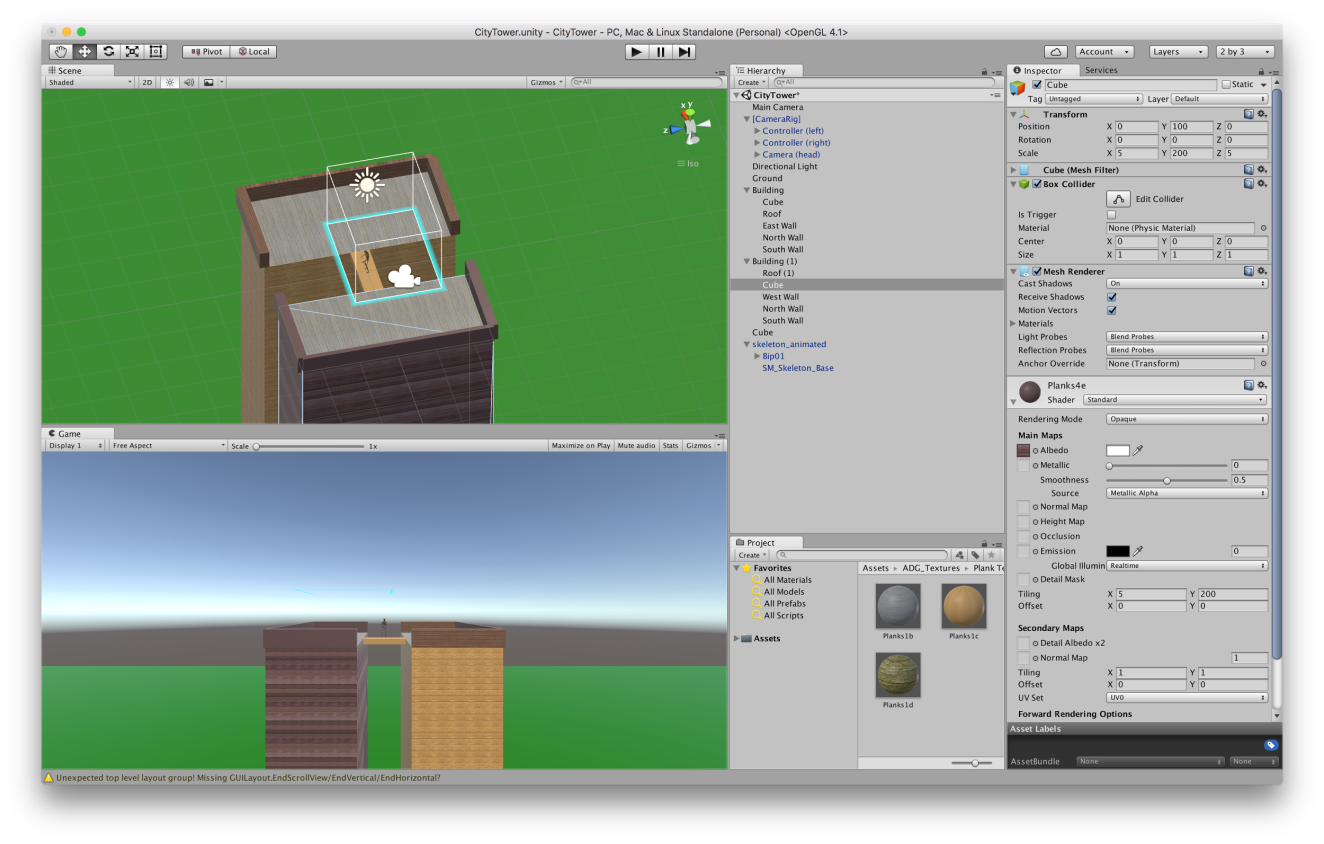 CityTower.unity - CityTower - PC, Mac & Linux Standalone (Personal) <OpenGL 4.1>
Pivot Local
Account Layers 2 by 3
Scene
Shaded 2D Gizmos All
x y
z
Iso
Game
Display 1 Free Aspect Scale 1x Maximize on Play Mute audio Stats Gizmos
Unexpected top level layout group! Missing GUILayout.EndScrollView/EndVertical/EndHorizontal?
Hierarchy
Create All
CityTower*
Main Camera
[CameraRig]
Controller (left)
Controller (right)
Camera (head)
Directional Light
Ground
Building
Cube
Roof
East Wall
North Wall
South Wall
Building (1)
Roof (1)
Cube
West Wall
North Wall
South Wall
Cube
skeleton_animated
Bip01
SM_Skeleton_Base
Project
Create
Favorites
All Materials
All Models
All Prefabs
All Scripts
Assets
Assets ADG_Textures Plank Te
Planks1b Planks1c
Planks1d
Inspector Services
Cube Static
Tag Untagged Layer Default
Transform
Position X 0 Y 100 Z 0
Rotation X 0 Y 0 Z 0
Scale X 5 Y 200 Z 5
Cube (Mesh Filter)
Box Collider
Edit Collider
Is Trigger
Material None (Physic Material)
Center X 0 Y 0 Z 0
Size X 1 Y 1 Z 1
Mesh Renderer
Cast Shadows On
Receive Shadows
Motion Vectors
Materials
Light Probes Blend Probes
Reflection Probes Blend Probes
Anchor Override None (Transform)
Planks4e
Shader Standard
Rendering Mode Opaque
Main Maps
Albedo
Metallic 0
Smoothness 0.5
Source Metallic Alpha
Normal Map
Height Map
Occlusion
Emission 0
Global Illumin Realtime
Detail Mask
Tiling X 5 Y 200
Offset X 0 Y 0
Secondary Maps
Detail Albedo x2
Normal Map 1
Tiling X 1 Y 1
Offset X 0 Y 0
UV Set UV0
Forward Rendering Options
Asset Labels
AssetBundle None None